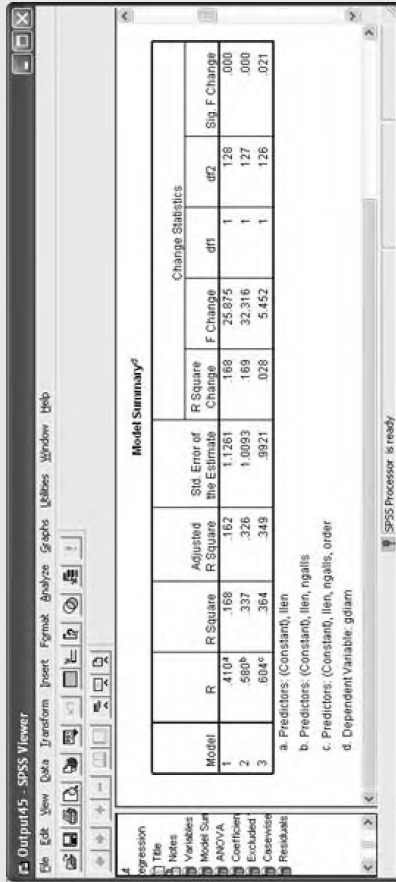 Output45 - SPSS Viewer
File Edit View Data Transform Insert Format Analyze Graphs Utilities Window Help
Regression
Title
Notes
Variables
Model Sum
ANOVA
Coefficien
Excluded
Casewise
Residuals
Model Summaryd
Change Statistics
Model R R Square Adjusted R Square Std. Error of the Estimate R Square Change F Change df1 df2 Sig. F Change
1 .410a .168 .162 1.1261 .168 25.875 1 128 .000
2 .580b .337 .326 1.0093 .169 32.316 1 127 .000
3 .604c .364 .349 .9921 .028 5.452 1 126 .021
a. Predictors: (Constant), llen
b. Predictors: (Constant), llen, ngalls
c. Predictors: (Constant), llen, ngalls, order
d. Dependent Variable: gdiam
SPSS Processor is ready